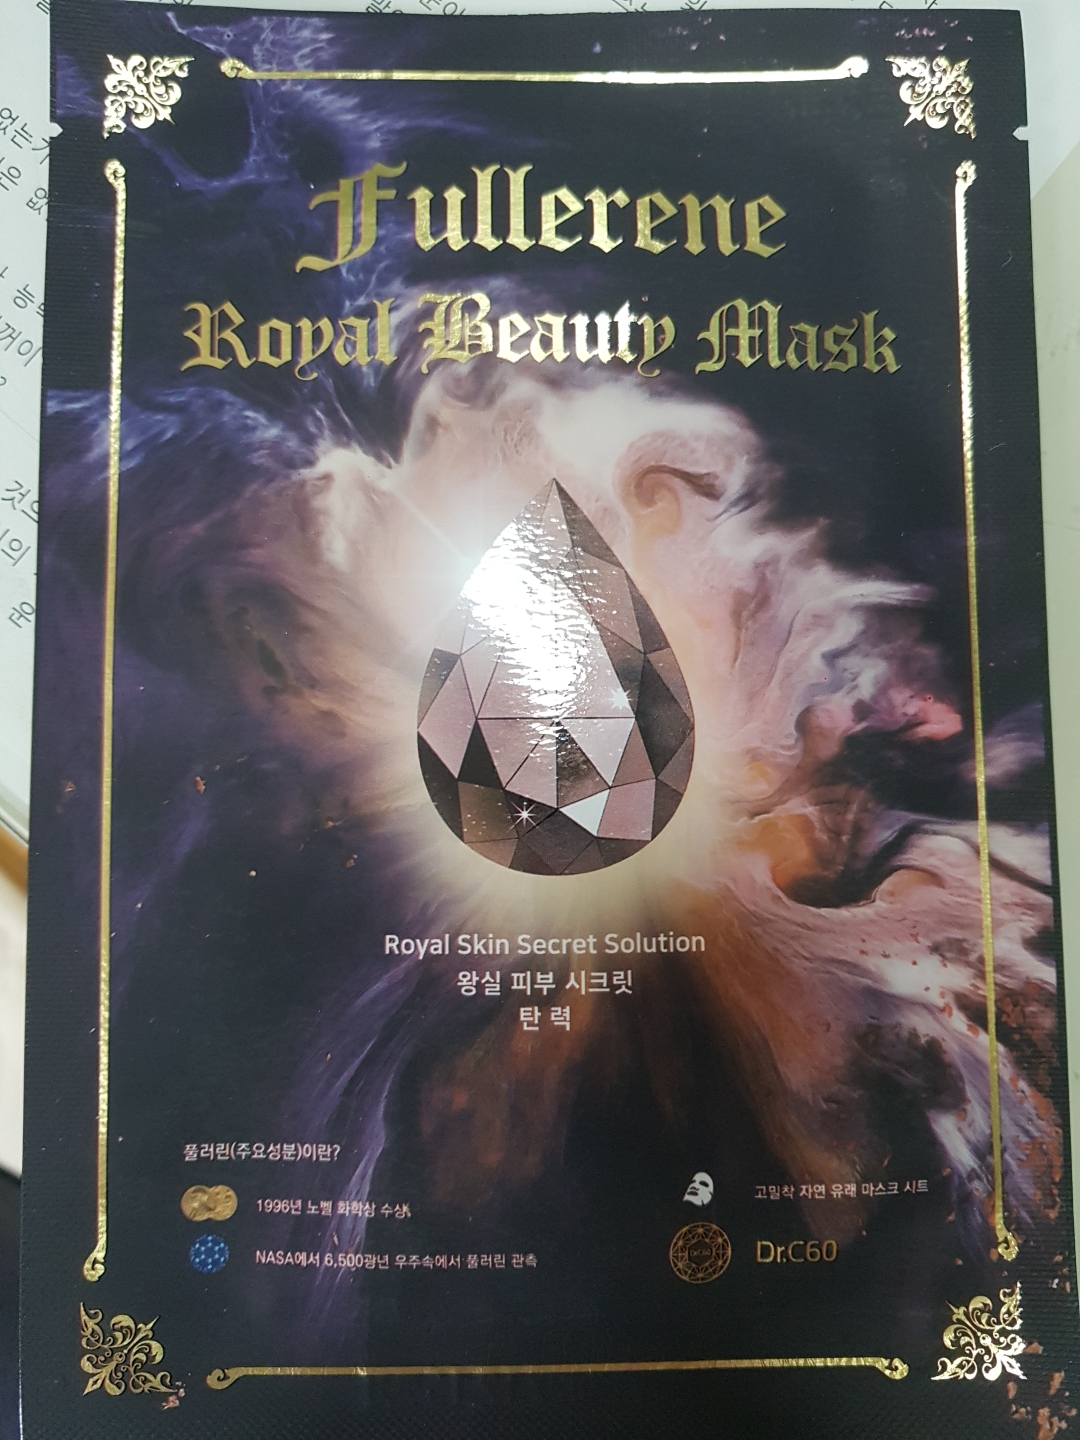 Fullerene
Royal Beauty Mask
Royal Skin Secret Solution
왕실 피부 시크릿
탄 력
풀러린(주요성분)이란?
1996년 노벨 화학상 수상
NASA에서 6,500광년 우주속에서 풀러린 관측
고밀착 자연 유래 마스크 시트
Dr.C60
Dr.C60